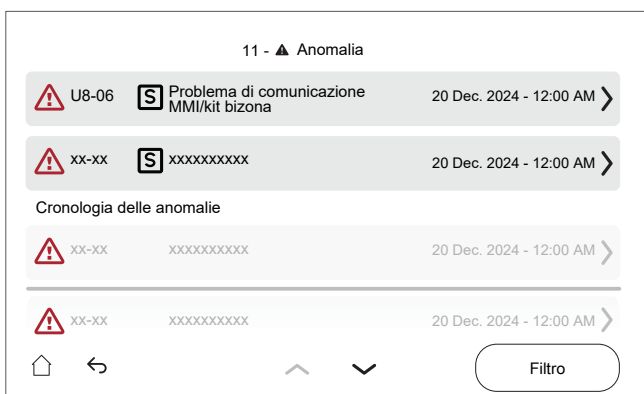 11 - Anomalia
U8-06 S Problema di comunicazione MMI/kit bizona 20 Dec. 2024 - 12:00 AM
xx-xx S xxxxxxxxxx 20 Dec. 2024 - 12:00 AM
Cronologia delle anomalie
xx-xx xxxxxxxxxx 20 Dec. 2024 - 12:00 AM
xx-xx xxxxxxxxxx 20 Dec. 2024 - 12:00 AM
Filtro